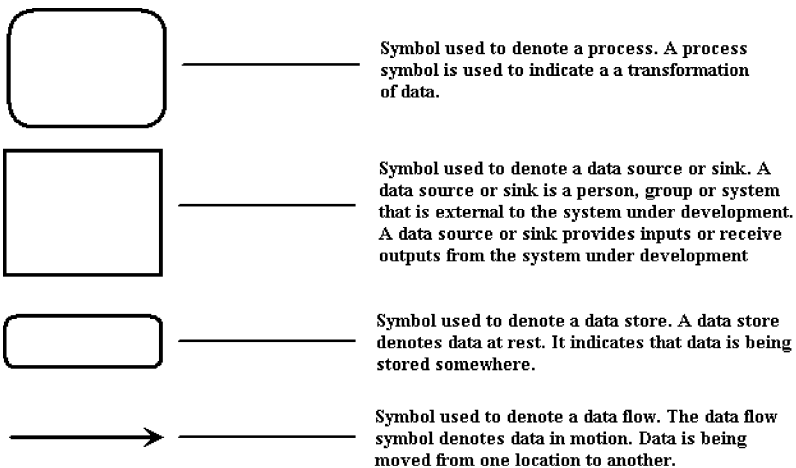 Symbol used to denote a process. A process
symbol is used to indicate a a transformation
of data.
Symbol used to denote a data source or sink. A
data source or sink is a person, group or system
that is external to the system under development.
A data source or sink provides inputs or receive
outputs from the system under development
Symbol used to denote a data store. A data store
denotes data at rest. It indicates that data is being
stored somewhere.
Symbol used to denote a data flow. The data flow
symbol denotes data in motion. Data is being
moved from one location to another.